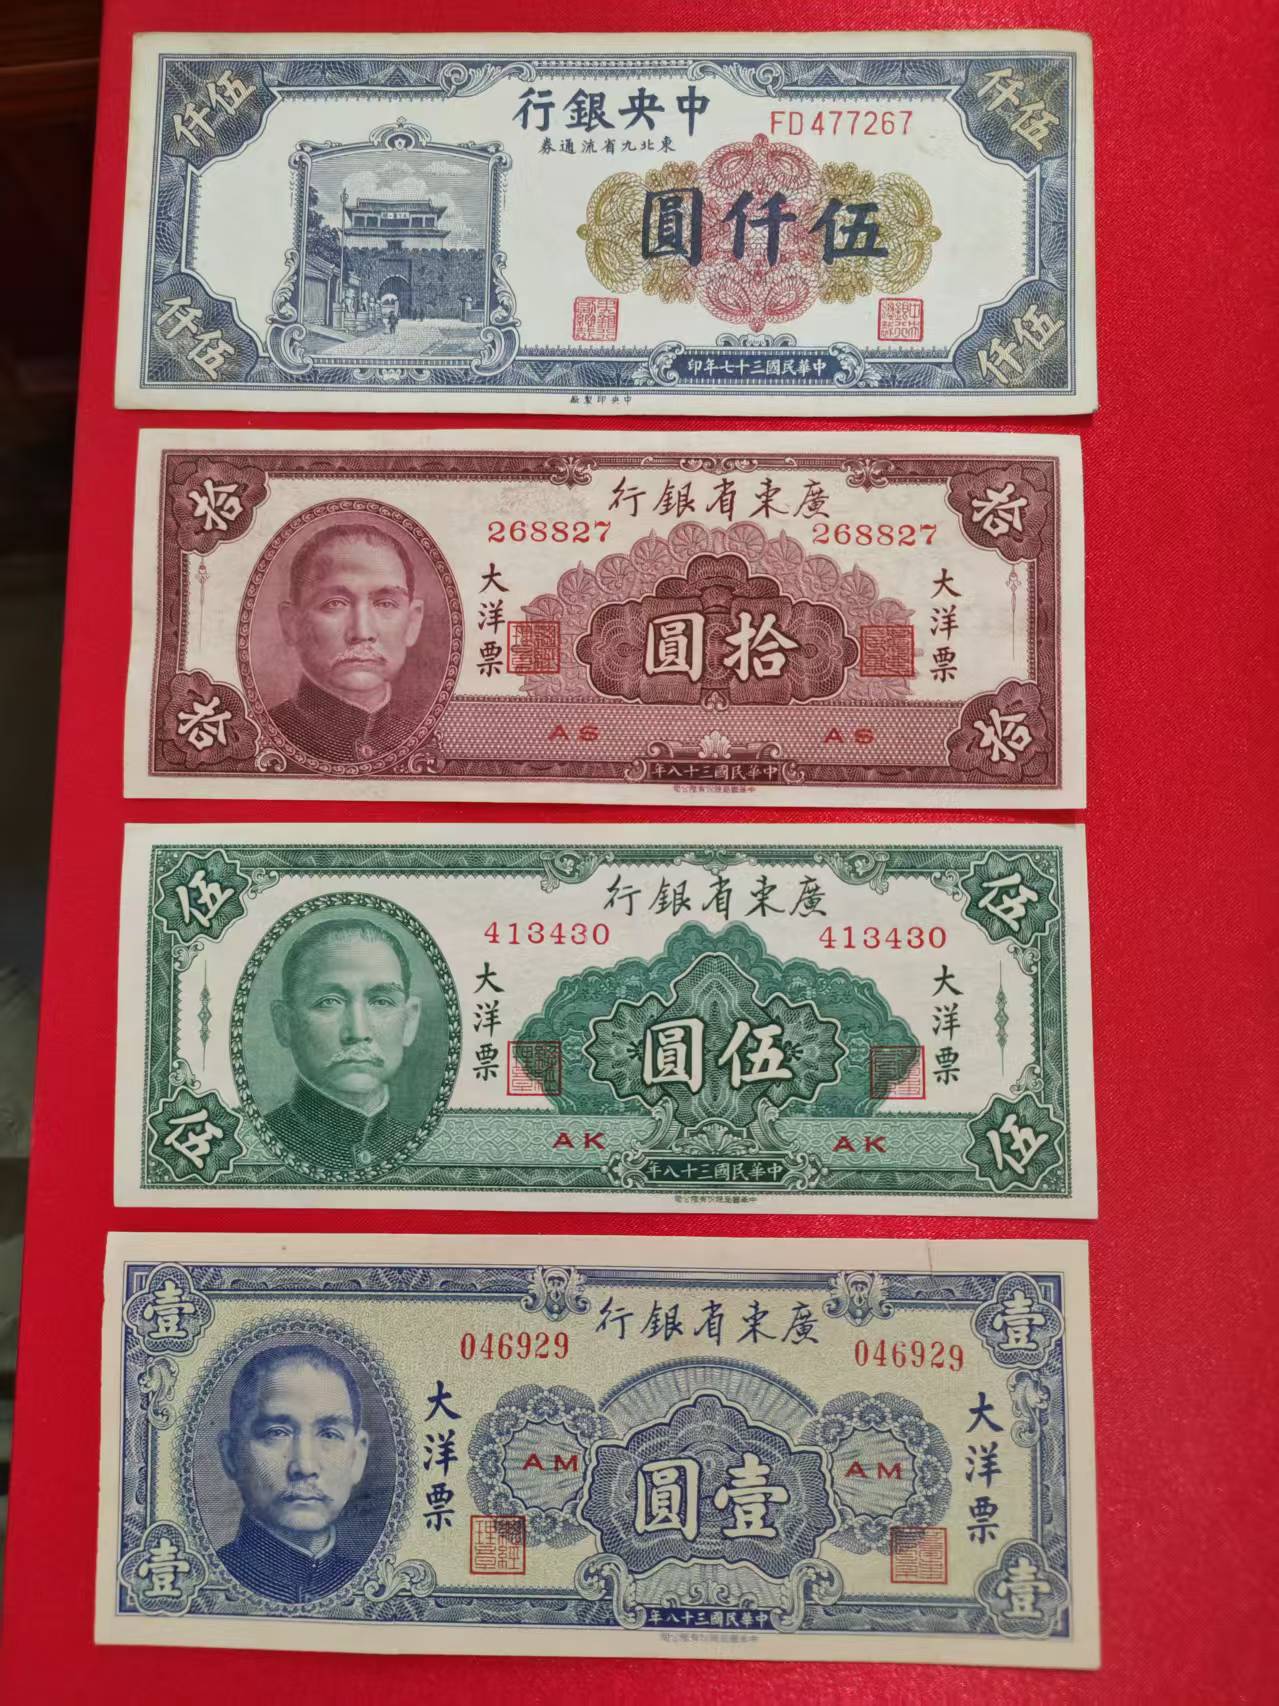 中央銀行
FD477267
東北九省流通券
伍仟圓
伍仟
伍仟
伍仟
伍仟
中華民國三十七年印
中央印製廠
廣東省銀行
268827
268827
大洋票
大洋票
拾圓
拾
拾
拾
拾
AS
AS
中華民國三十八年
廣東省銀行
413430
413430
大洋票
大洋票
伍圓
伍
伍
伍
伍
AK
AK
中華民國三十八年
廣東省銀行
046929
046929
大洋票
大洋票
AM
AM
壹圓
壹
壹
壹
壹
中華民國三十八年